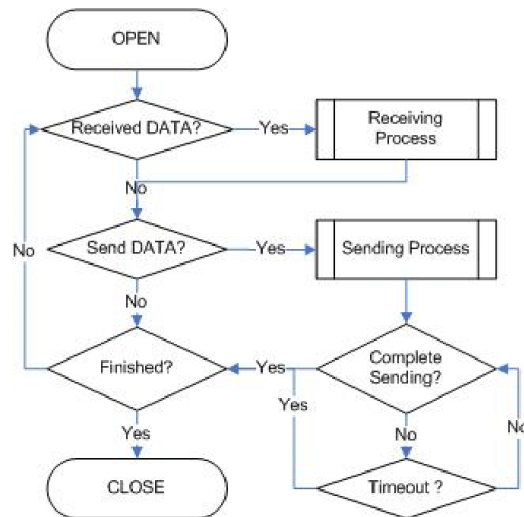 OPEN
Received DATA?
Yes
Receiving
Process
No
Send DATA?
Yes
Sending Process
No
No
Finished?
Yes
Complete
Sending?
Yes
Yes
No
No
CLOSE
Timeout ?